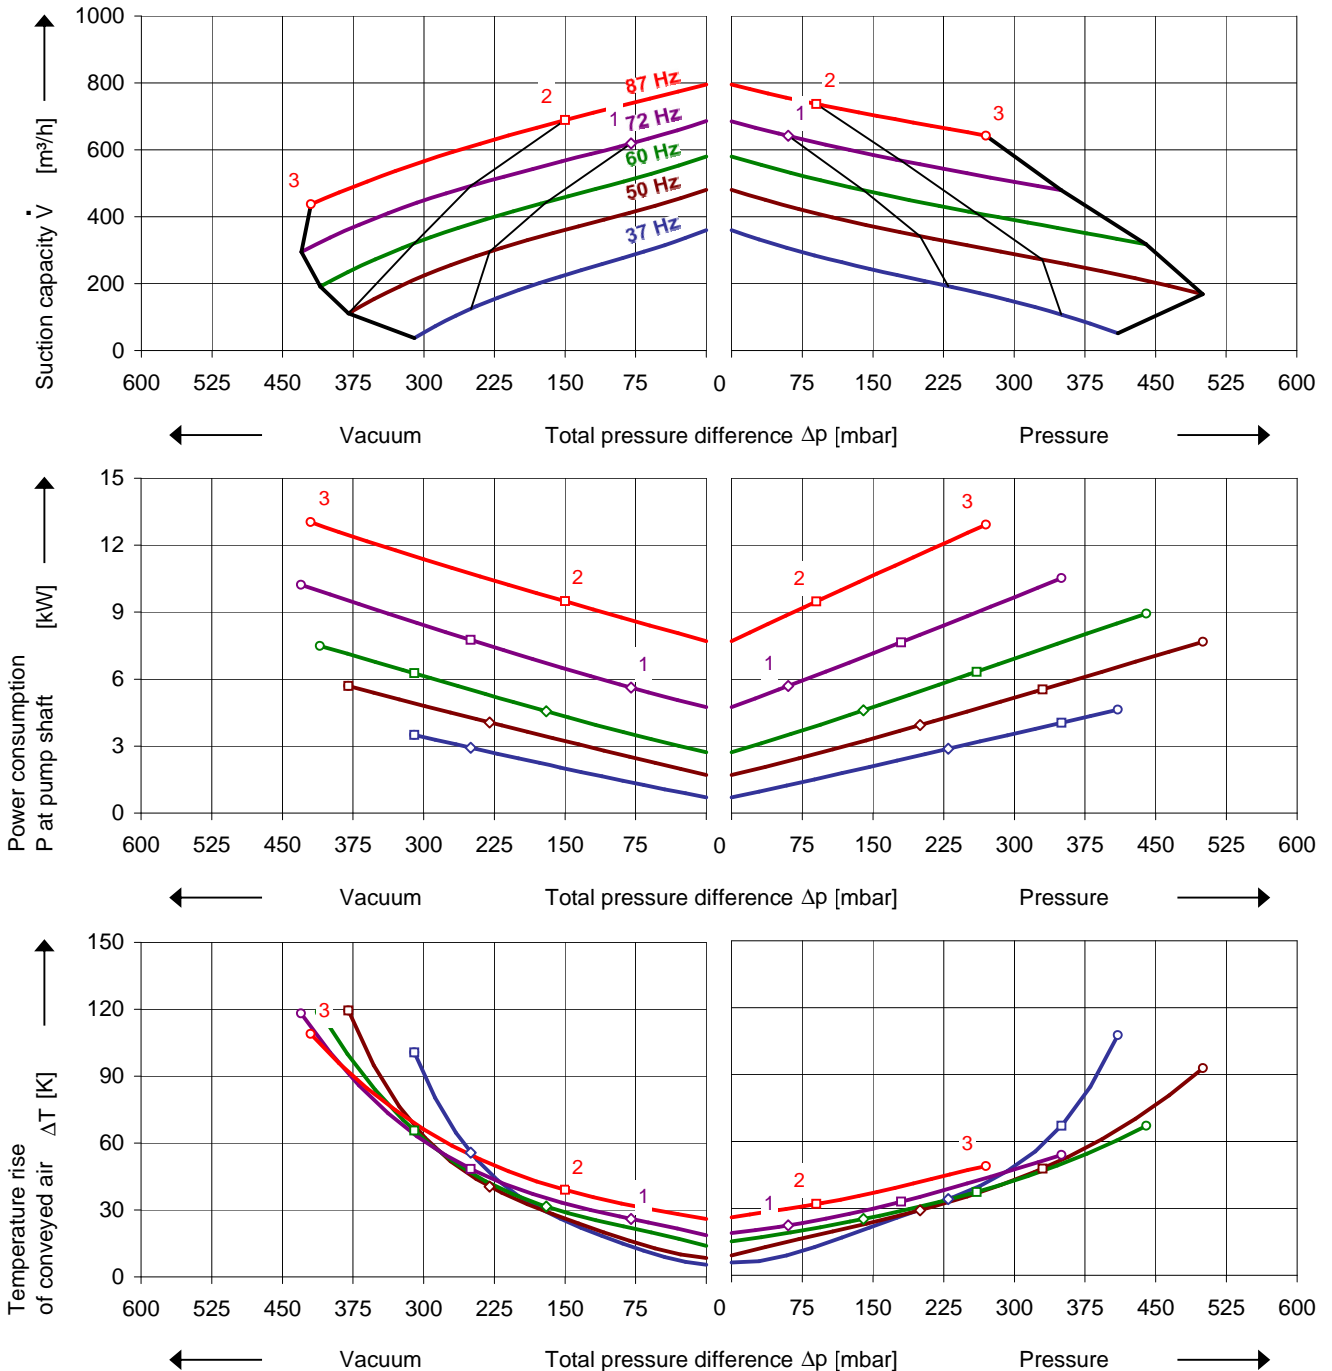 1000
800
600
400
200
0
Suction capacity V̇ [m³/h]
3
2
1
87 Hz
72 Hz
60 Hz
50 Hz
37 Hz
1
2
3
600 525 450 375 300 225 150 75 0 75 150 225 300 375 450 525 600
Vacuum Total pressure difference Δp [mbar] Pressure
15
12
9
6
3
0
Power consumption
P at pump shaft [kW]
3
2
1
1
2
3
600 525 450 375 300 225 150 75 0 75 150 225 300 375 450 525 600
Vacuum Total pressure difference Δp [mbar] Pressure
150
120
90
60
30
0
Temperature rise
of conveyed air ΔT [K]
3
2
1
1
2
3
600 525 450 375 300 225 150 75 0 75 150 225 300 375 450 525 600
Vacuum Total pressure difference Δp [mbar] Pressure